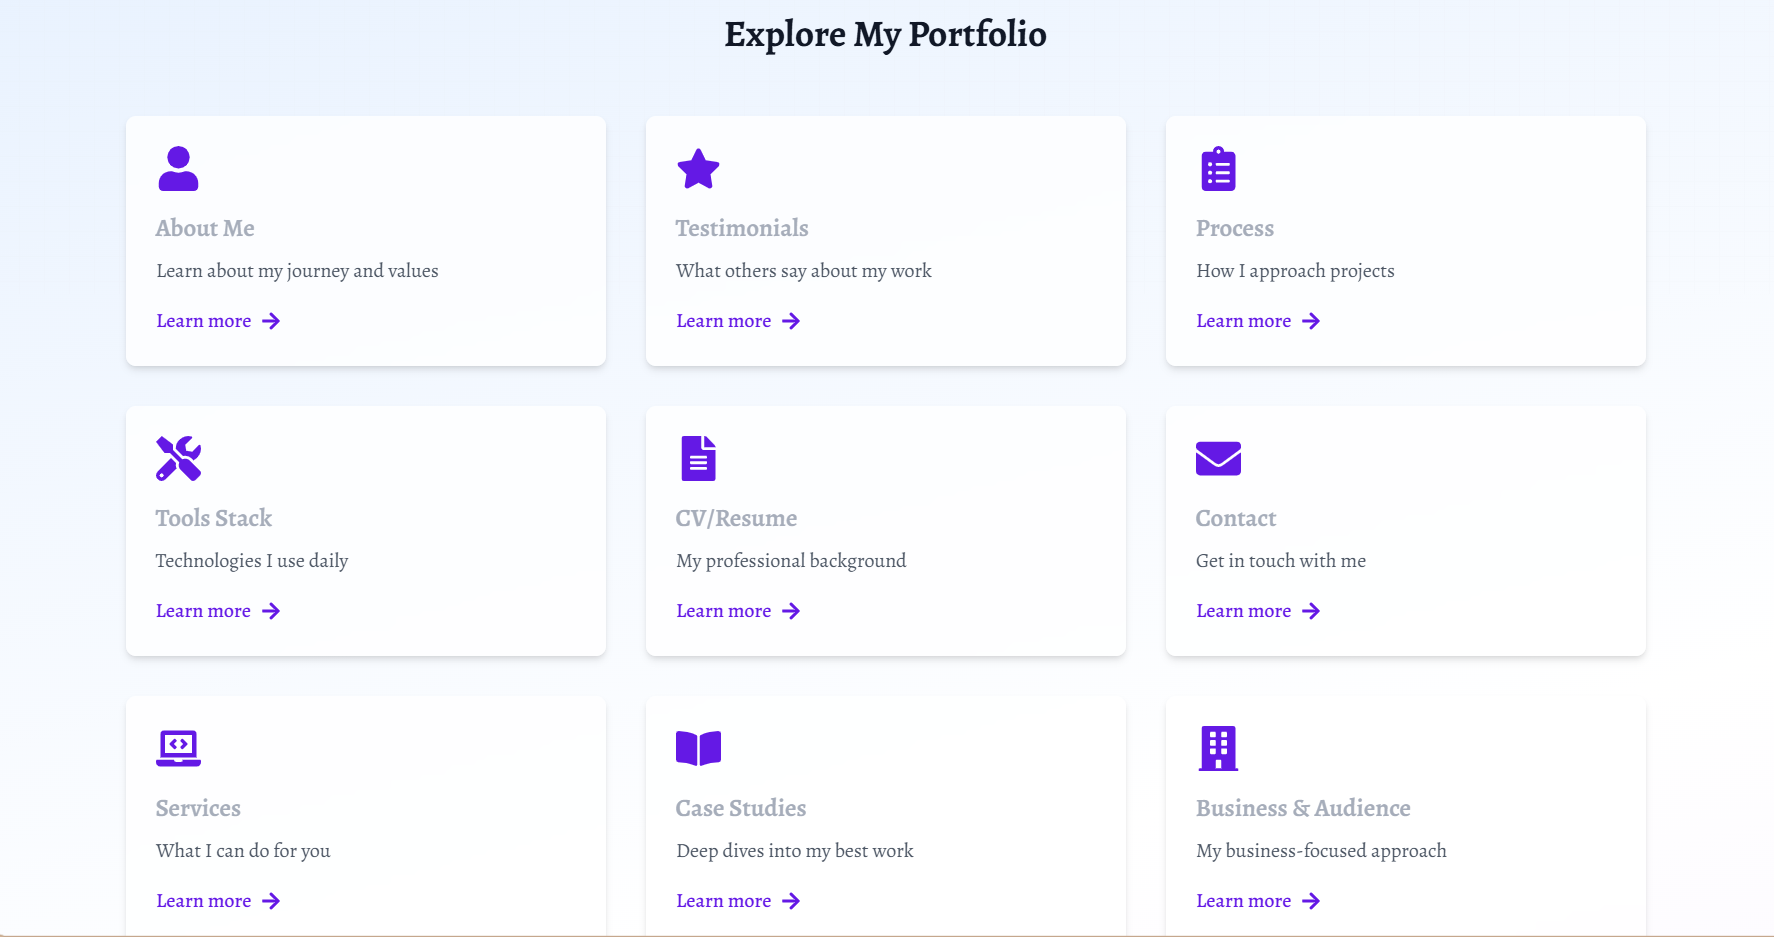 Explore My Portfolio
About Me
Learn about my journey and values
Learn more
Testimonials
What others say about my work
Learn more
Process
How I approach projects
Learn more
Tools Stack
Technologies I use daily
Learn more
CV/Resume
My professional background
Learn more
Contact
Get in touch with me
Learn more
Services
What I can do for you
Learn more
Case Studies
Deep dives into my best work
Learn more
Business & Audience
My business-focused approach
Learn more